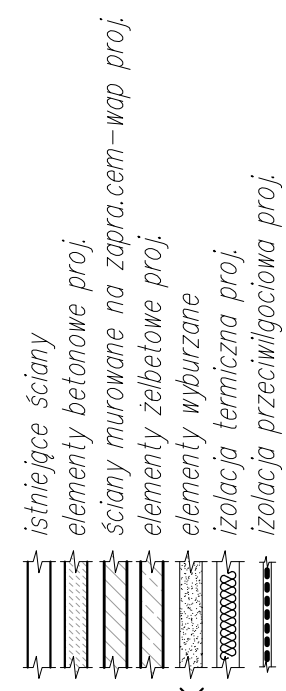 istniejące ściany
elementy betonowe proj.
ściany murowane na zapra.cem-wap proj.
elementy żelbetowe proj.
elementy wyburzane
izolacja termiczna proj.
izolacja przeciwilgociowa proj.